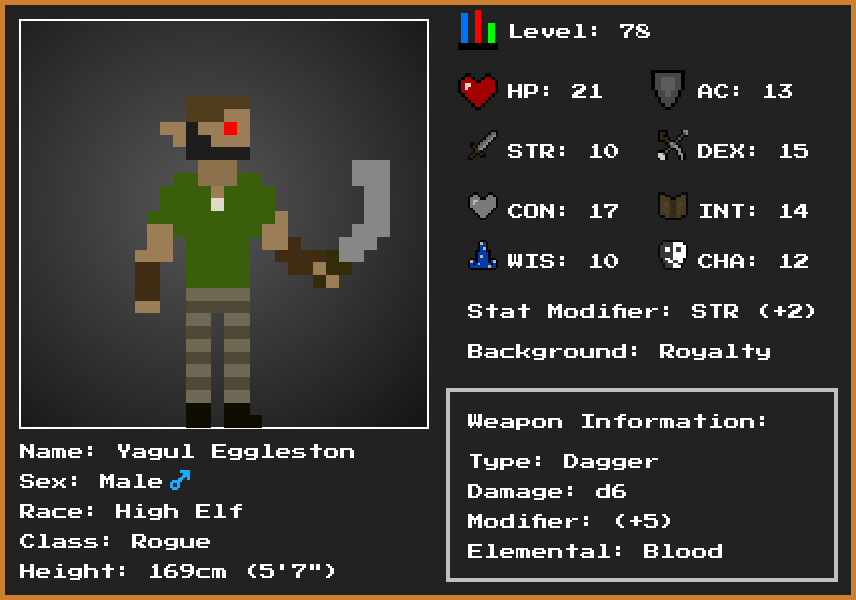 Level: 78
HP: 21 AC: 13
STR: 10 DEX: 15
CON: 17 INT: 14
WIS: 10 CHA: 12
Stat Modifier: STR (+2)
Background: Royalty
Weapon Information:
Type: Dagger
Damage: d6
Modifier: (+5)
Elemental: Blood
Name: Yagul Eggleston
Sex: Male ♂
Race: High Elf
Class: Rogue
Height: 169cm (5'7")